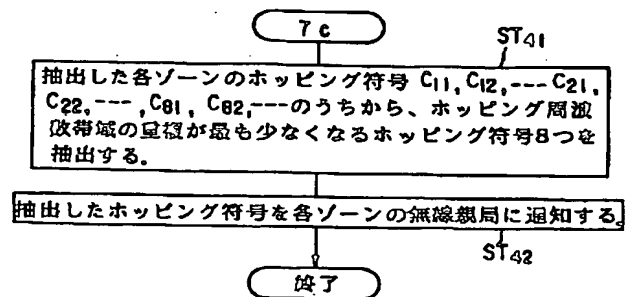 7c
ST41
抽出した各ゾーンのホッピング符号 C11, C12, ---C21,
C22, ---, C81, C82, ---のうちから、ホッピング周波
数帯域の重複が最も少なくなるホッピング符号8つを
抽出する.
抽出したホッピング符号を各ゾーンの無線親局に通知する.
ST42
終了